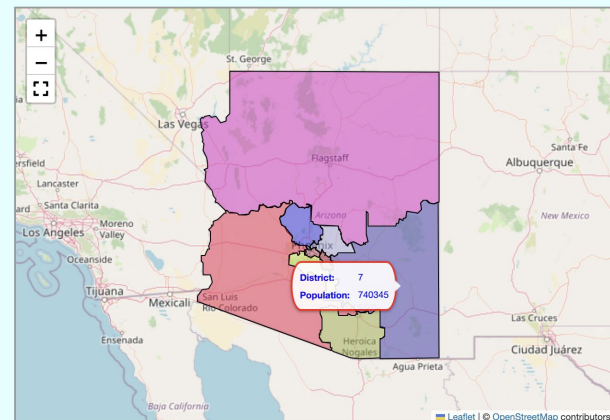 +
−
St. George
Las Vegas
Santa Fe
Albuquerque
Flagstaff
Lancaster
Santa Clarita
Moreno
Valley
Los Angeles
Arizona
New Mexico
Oceanside
District: 7
Population: 740345
Tijuana
Mexicali
San Luis
Rio Colorado
Las Cruces
Ensenada
Heroica
Nogales
Ciudad Juárez
Agua Prieta
Baja California
Leaflet | © OpenStreetMap contributors